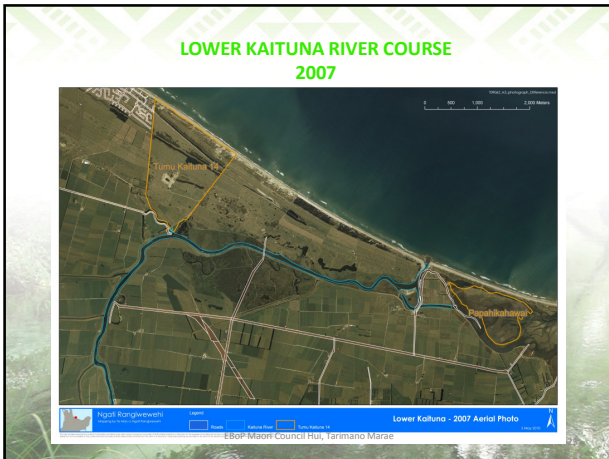 LOWER KAITUNA RIVER COURSE
2007
0 500 1,000 2,000 Meters
Tumu Kaituna 14
Papahikahawai
Ngati Rangiwewehi
Legend
Roads
Kaituna River
Tumu Kaituna 14
Lower Kaituna - 2007 Aerial Photo
N
EBoP Maori Council Hui, Tarimano Marae